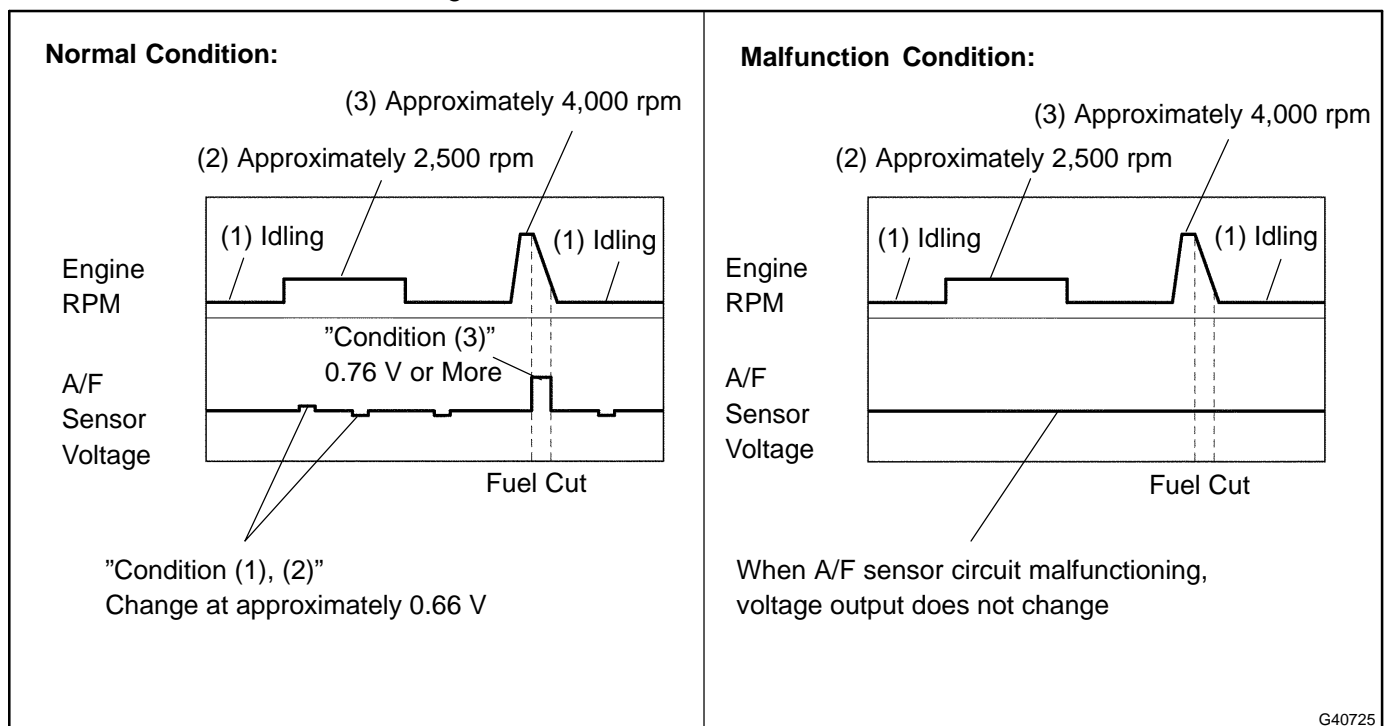 Normal Condition:
(3) Approximately 4,000 rpm
(2) Approximately 2,500 rpm
(1) Idling
(1) Idling
Engine
RPM
”Condition (3)”
0.76 V or More
A/F
Sensor
Voltage
Fuel Cut
”Condition (1), (2)”
Change at approximately 0.66 V
Malfunction Condition:
(3) Approximately 4,000 rpm
(2) Approximately 2,500 rpm
(1) Idling
(1) Idling
Engine
RPM
A/F
Sensor
Voltage
Fuel Cut
When A/F sensor circuit malfunctioning,
voltage output does not change
G40725